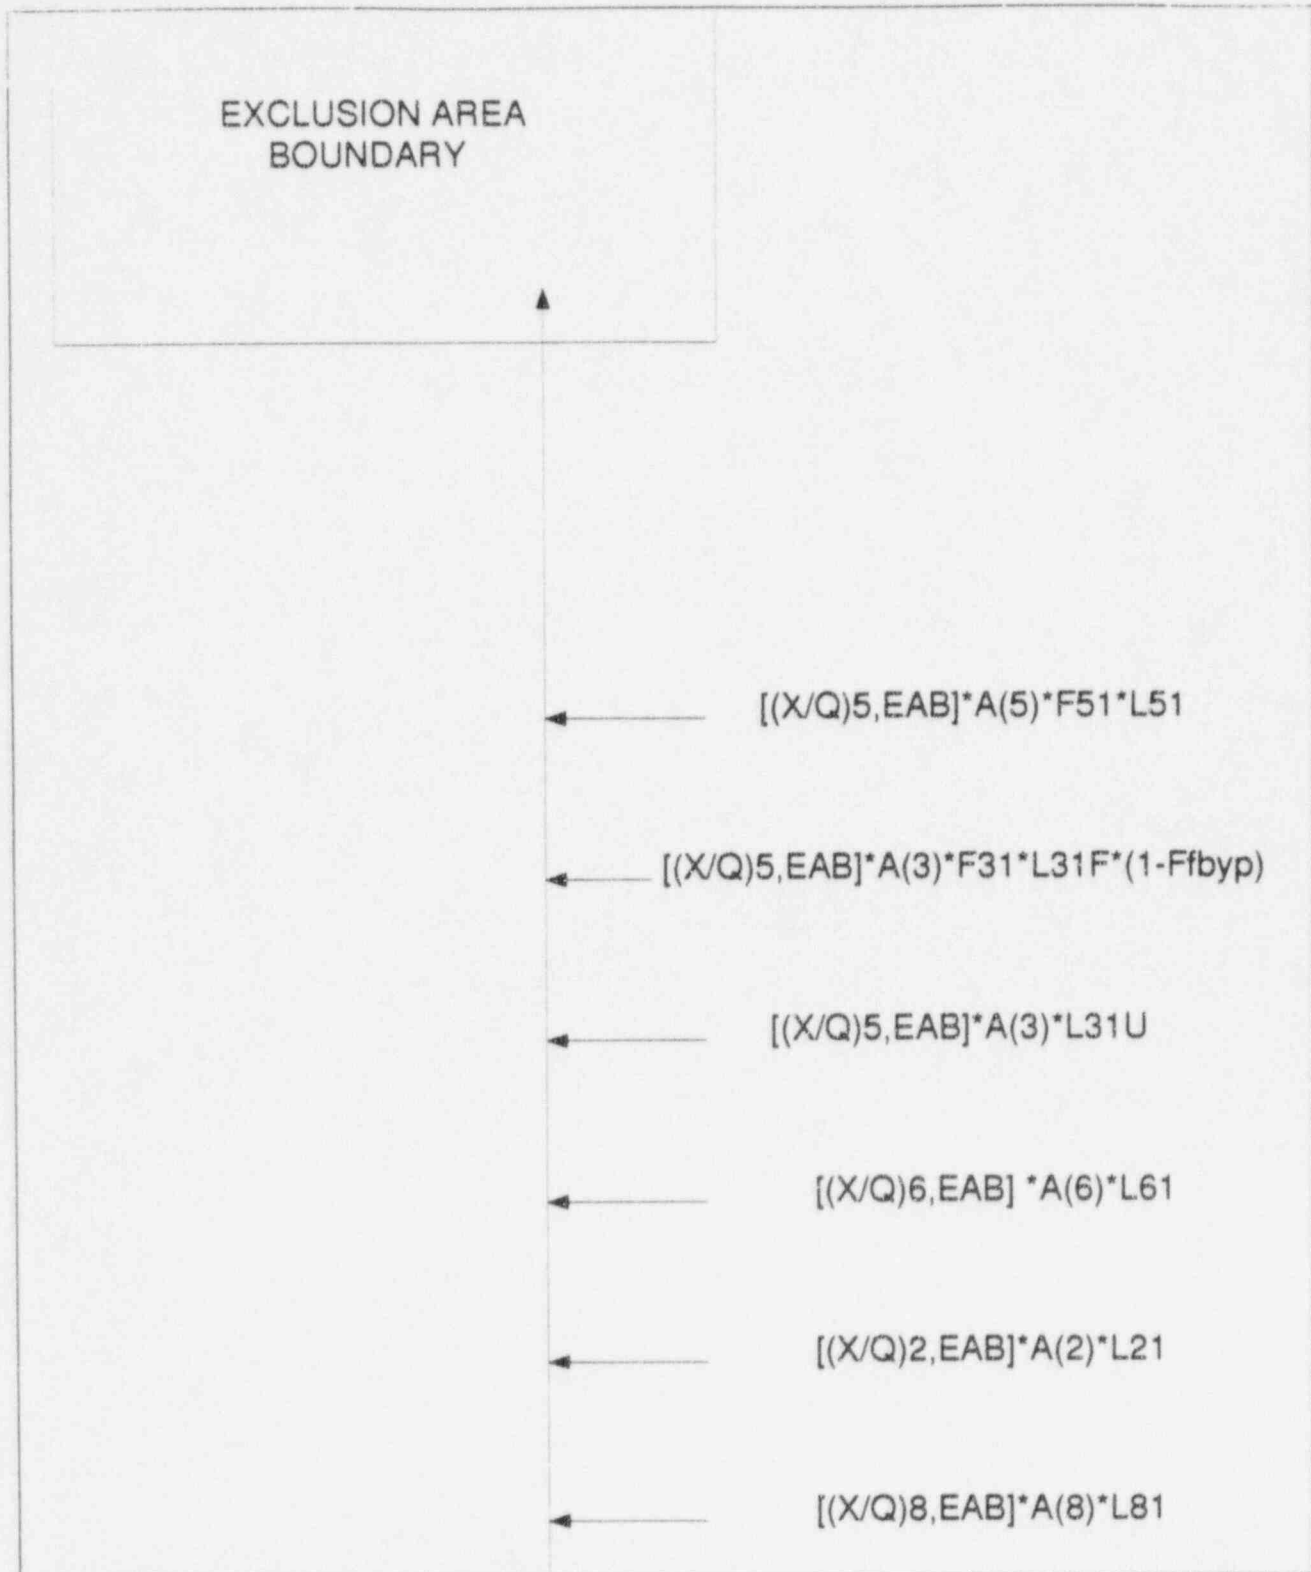 EXCLUSION AREA
BOUNDARY
[(X/Q)5,EAB]*A(5)*F51*L51
[(X/Q)5,EAB]*A(3)*F31*L31F*(1-Ffbyp)
[(X/Q)5,EAB]*A(3)*L31U
[(X/Q)6,EAB] *A(6)*L61
[(X/Q)2,EAB]*A(2)*L21
[(X/Q)8,EAB]*A(8)*L81